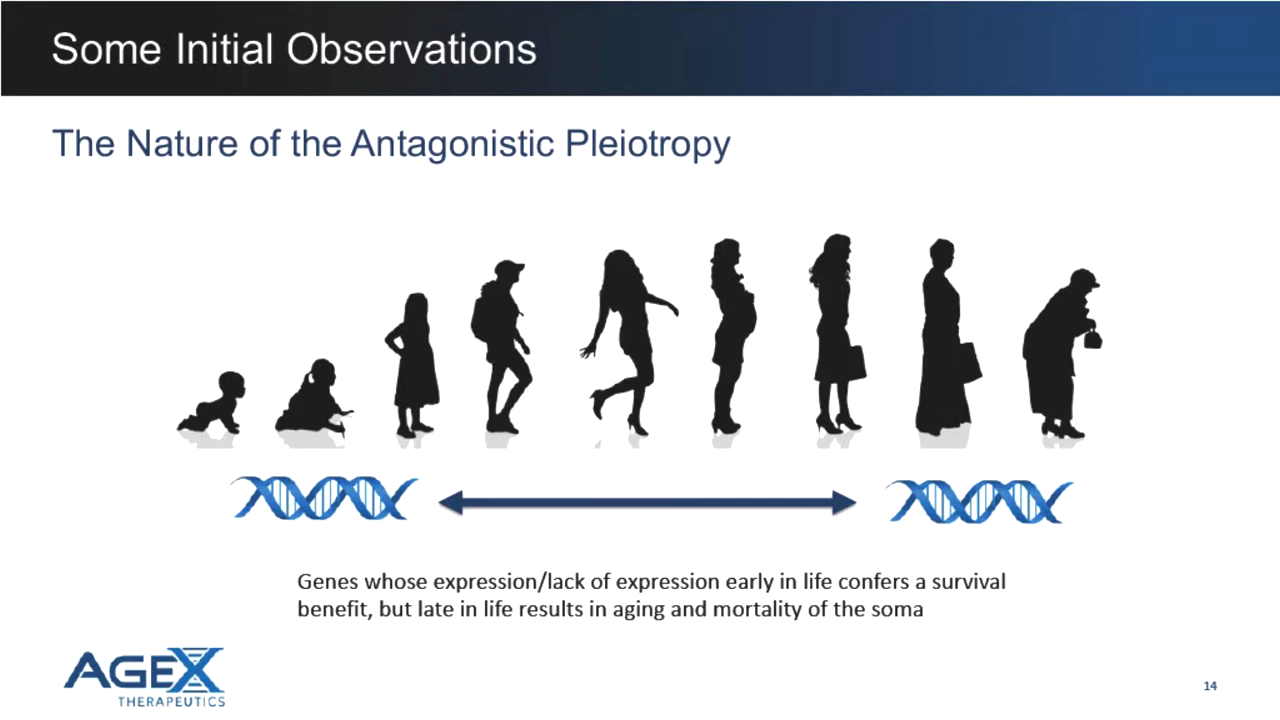 Some Initial Observations
The Nature of the Antagonistic Pleiotropy
Genes whose expression/lack of expression early in life confers a survival
benefit, but late in life results in aging and mortality of the soma
AGEX
THERAPEUTICS
14